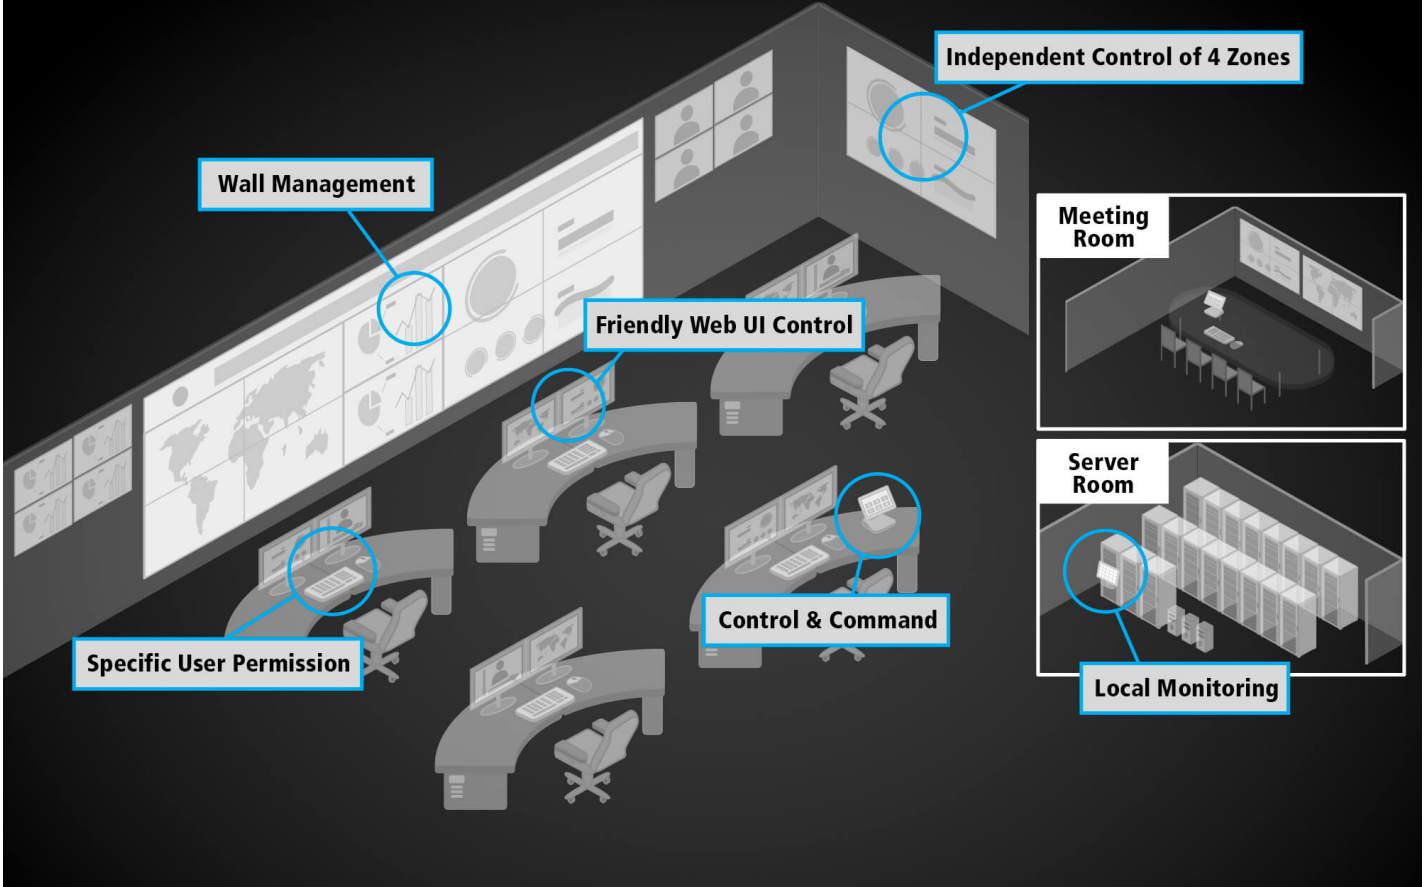 Independent Control of 4 Zones
Wall Management
Meeting
Room
Friendly Web UI Control
Server
Room
Control & Command
Specific User Permission
Local Monitoring